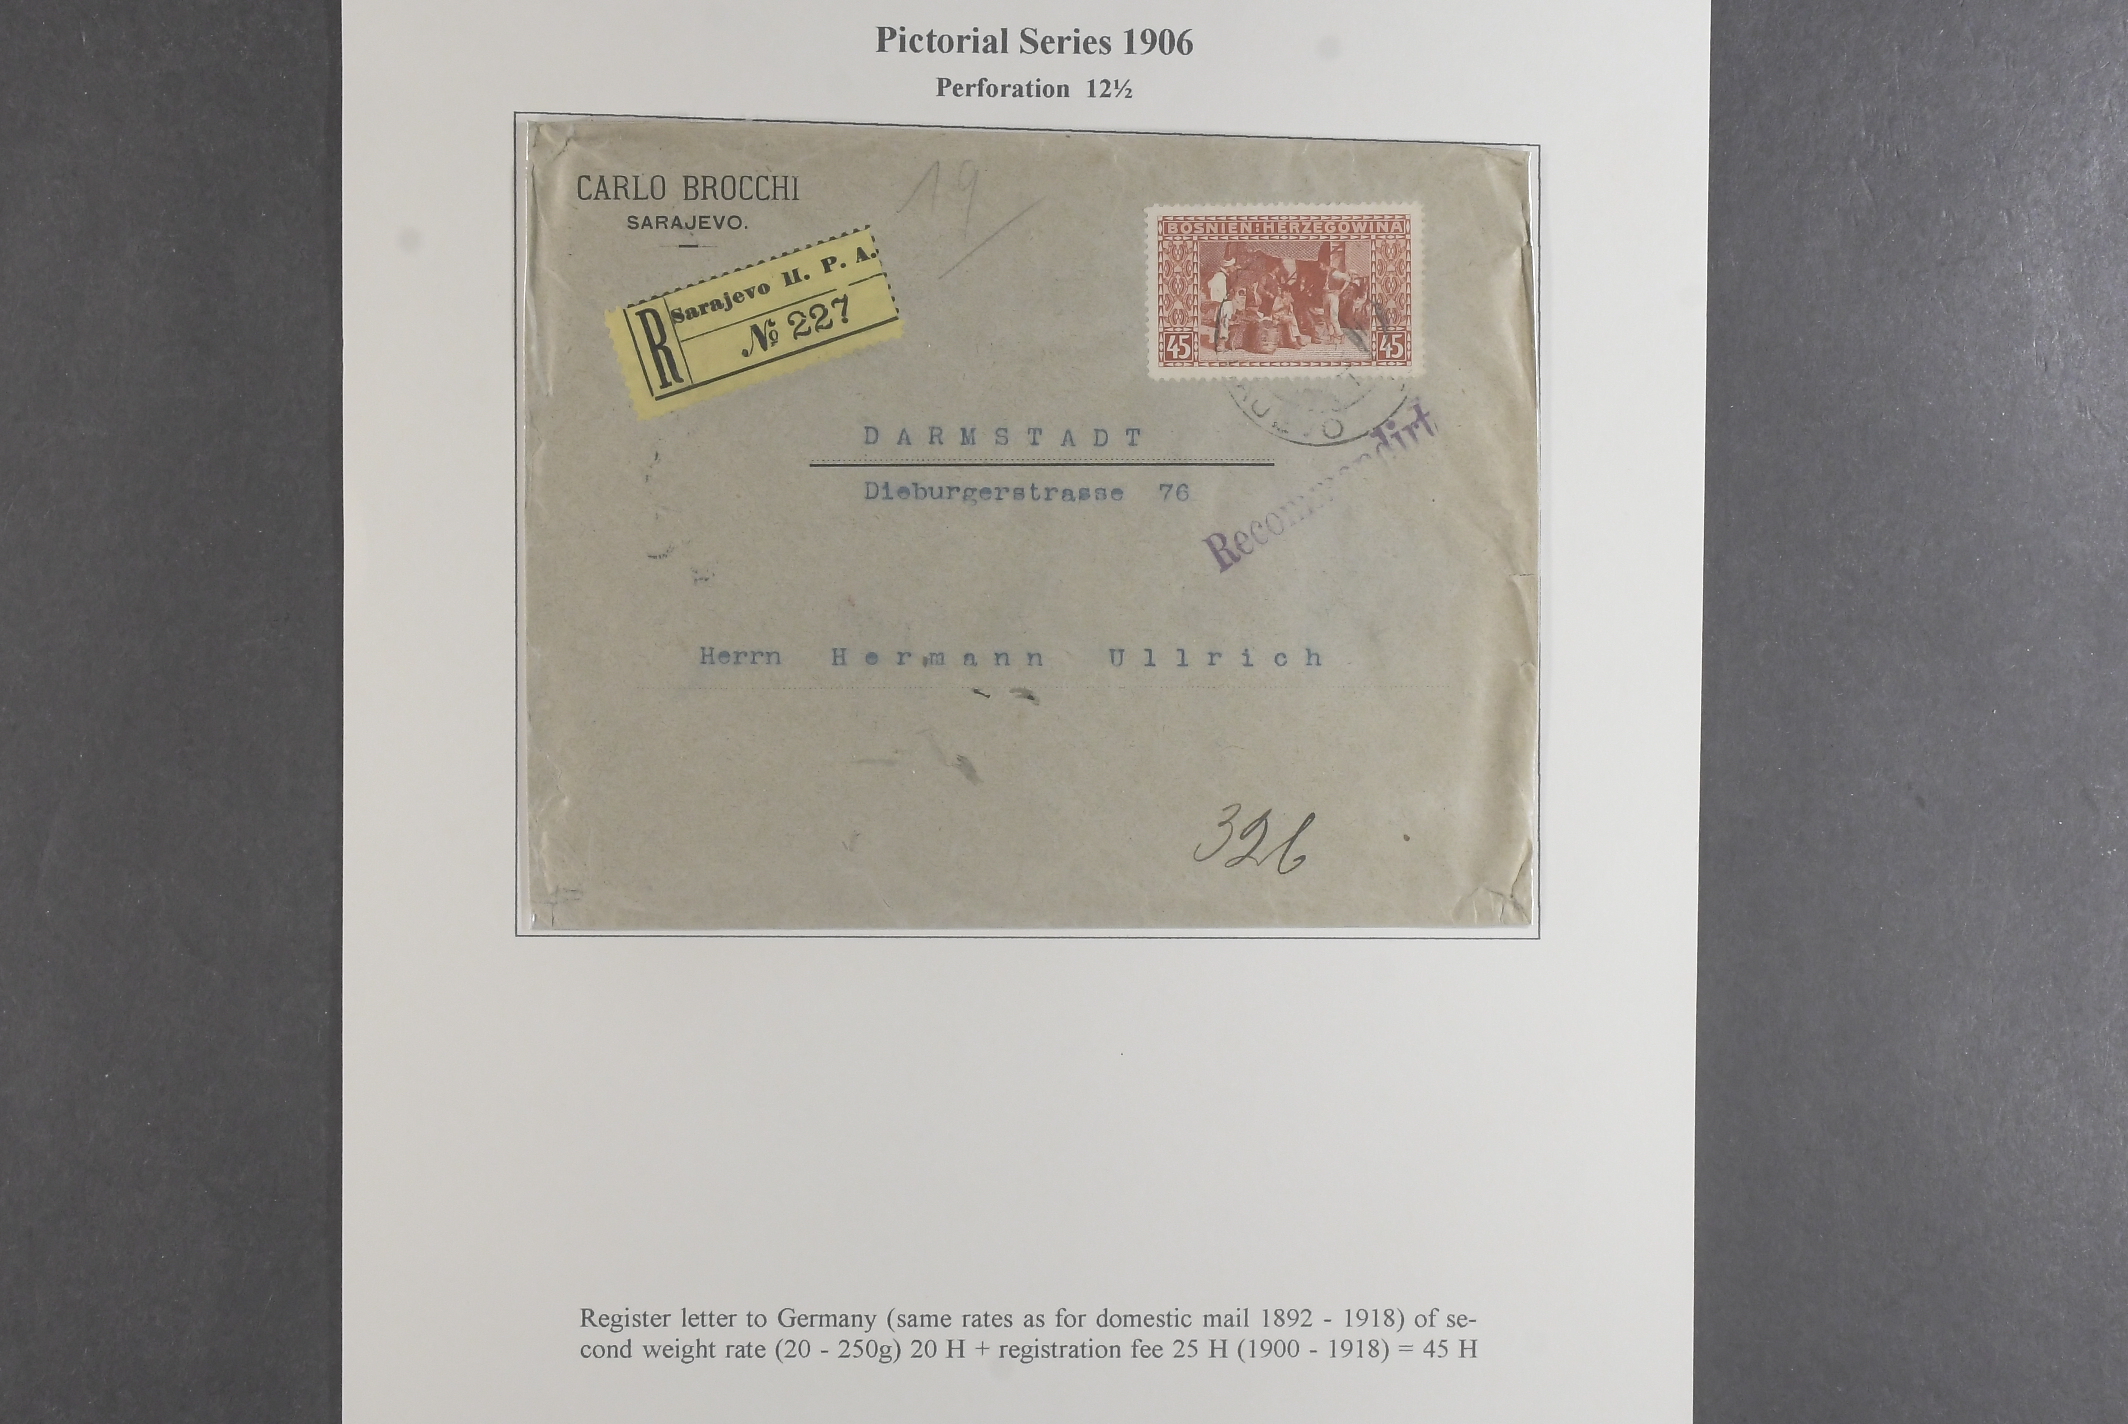 Pictorial Series 1906
Perforation 12½
CARLO BROCCHI
SARAJEVO.
19
R
Sarajevo H. P. A.
№ 227
BOSNIEN:HERZEGOWINA
45 45
DARMSTADT
Dieburgerstrasse 76
Recommandirt
Herrn Hermann Ullrich
326
Register letter to Germany (same rates as for domestic mail 1892 - 1918) of se-
cond weight rate (20 - 250g) 20 H + registration fee 25 H (1900 - 1918) = 45 H